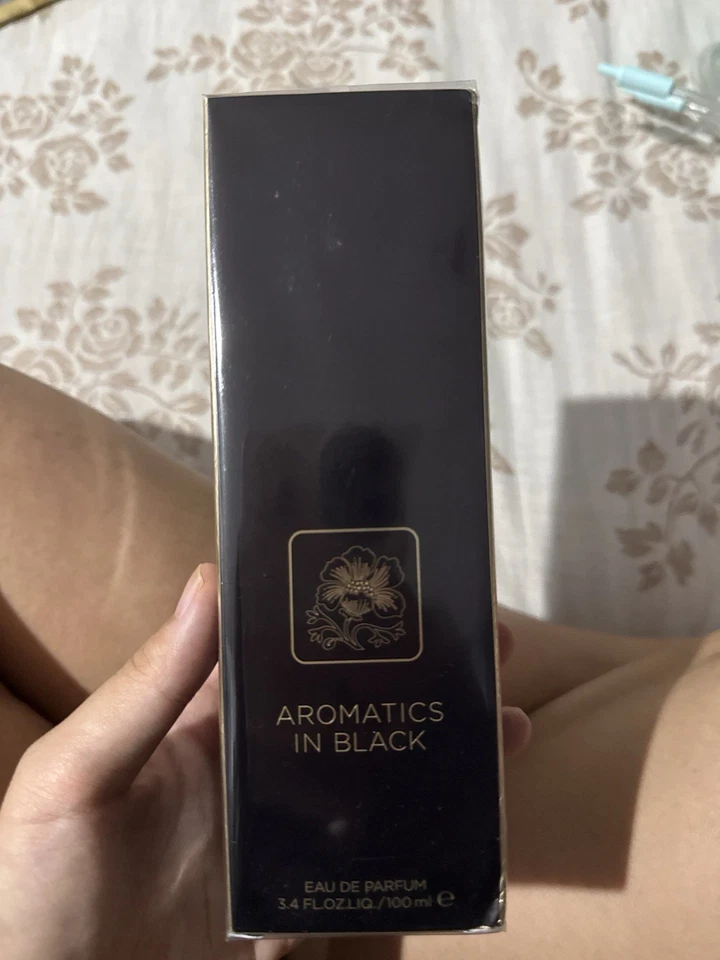 AROMATICS
IN BLACK
EAU DE PARFUM
3.4 FL.OZ.LIQ./100 ml ℮